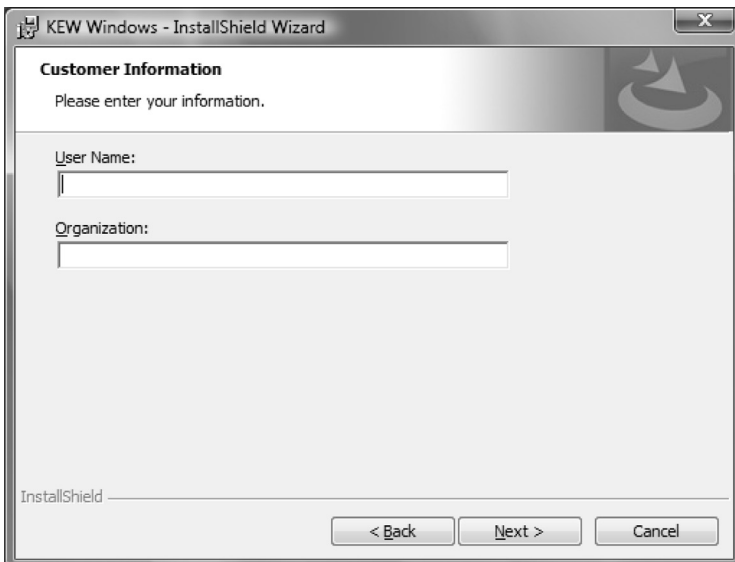 KEW Windows - InstallShield Wizard
X
Customer Information
Please enter your information.
User Name:
Organization:
InstallShield
< Back Next > Cancel